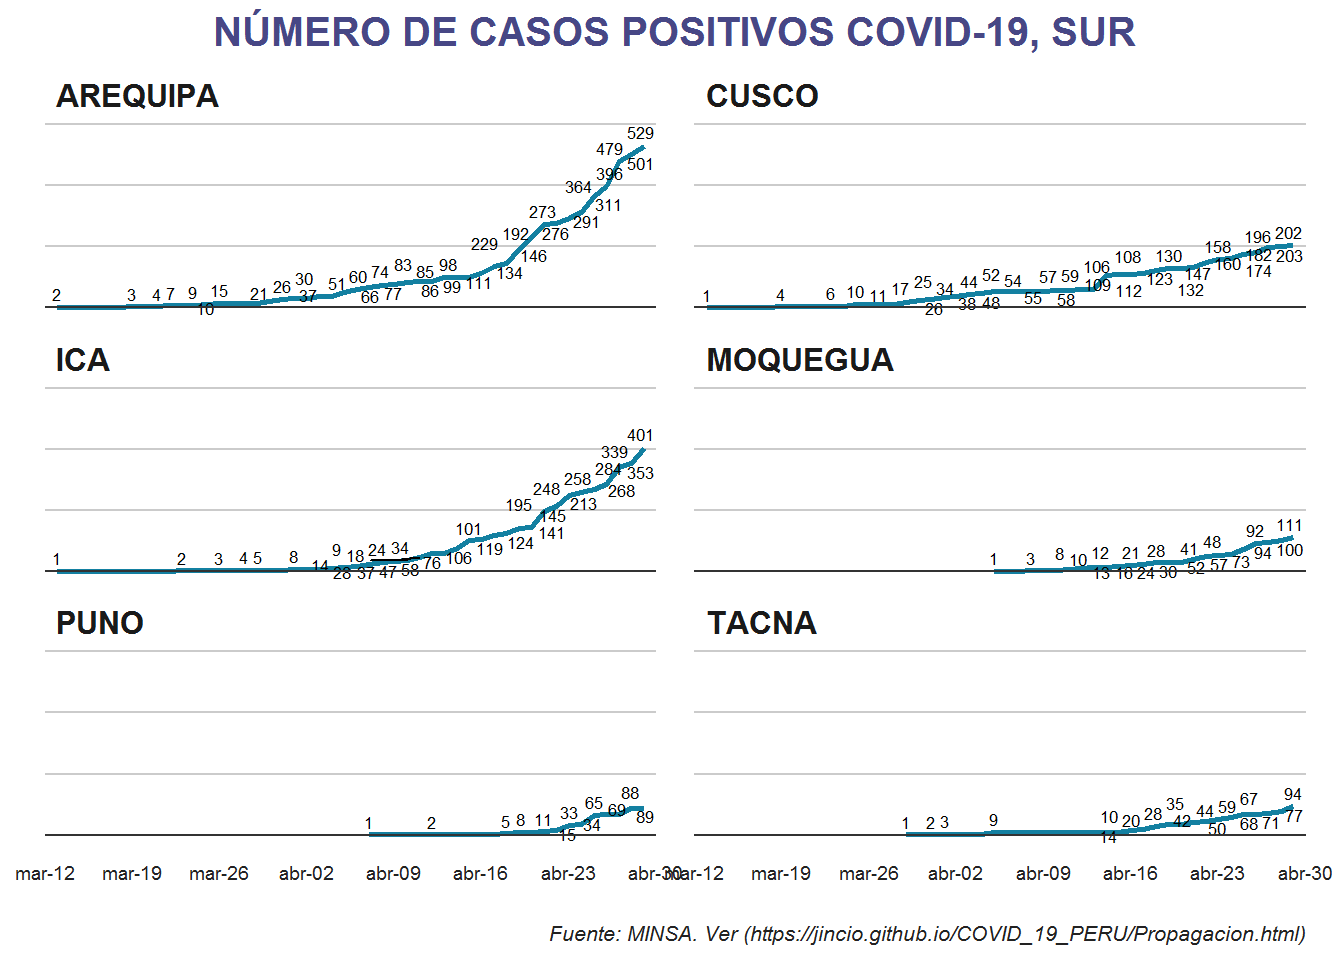 NÚMERO DE CASOS POSITIVOS COVID-19, SUR
AREQUIPA
2 3 4 7 9 10 15 21 26 30 37 51 60 66 74 77 83 85 86 98 99 111 229 134 192 146 273 276 364 291 396 311 479 501 529
CUSCO
1 4 6 10 11 17 25 26 34 44 38 52 48 54 55 57 59 58 106 109 108 112 130 123 132 147 158 160 196 182 174 202 203
ICA
1 2 3 4 5 8 14 9 28 18 37 24 47 34 58 76 101 106 119 195 124 248 145 141 258 213 284 268 339 353 401
MOQUEGUA
1 3 8 10 12 13 21 16 28 24 30 41 52 48 57 73 92 94 111 100
PUNO
1 2 5 8 11 33 15 65 34 69 88 89
TACNA
1 2 3 9 10 14 20 28 35 42 44 50 59 67 68 71 94 77
mar-12 mar-19 mar-26 abr-02 abr-09 abr-16 abr-23 abr-30 mar-12 mar-19 mar-26 abr-02 abr-09 abr-16 abr-23 abr-30
Fuente: MINSA. Ver (https://jincio.github.io/COVID_19_PERU/Propagacion.html)